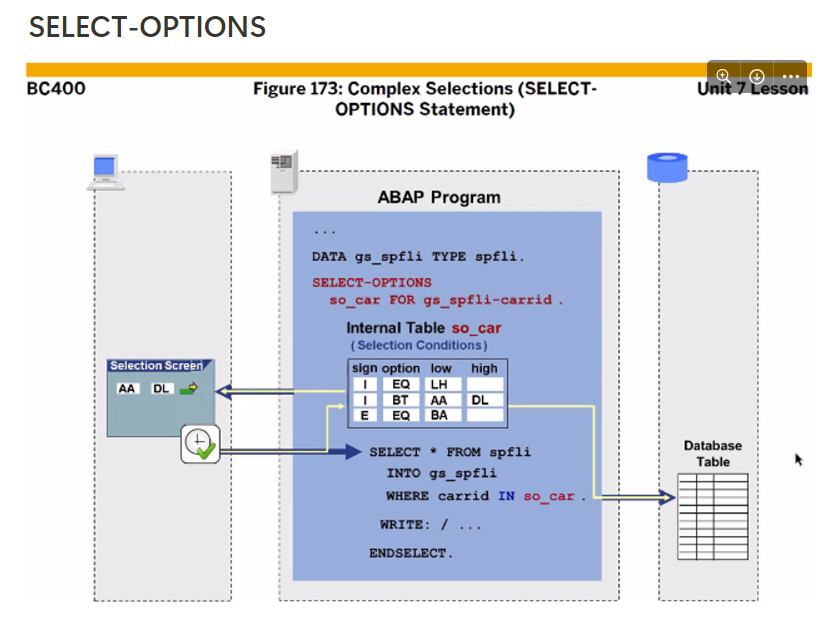 SELECT-OPTIONS
BC400
Figure 173: Complex Selections (SELECT-
OPTIONS Statement)
Unit 7 Lesson
ABAP Program
...
DATA gs_spfli TYPE spfli.
SELECT-OPTIONS
so_car FOR gs_spfli-carrid .
Internal Table so_car
(Selection Conditions)
sign option low high
I EQ LH
I BT AA DL
E EQ BA
Selection Screen
AA DL
SELECT * FROM spfli
INTO gs_spfli
WHERE carrid IN so_car .
WRITE: / ...
ENDSELECT.
Database
Table